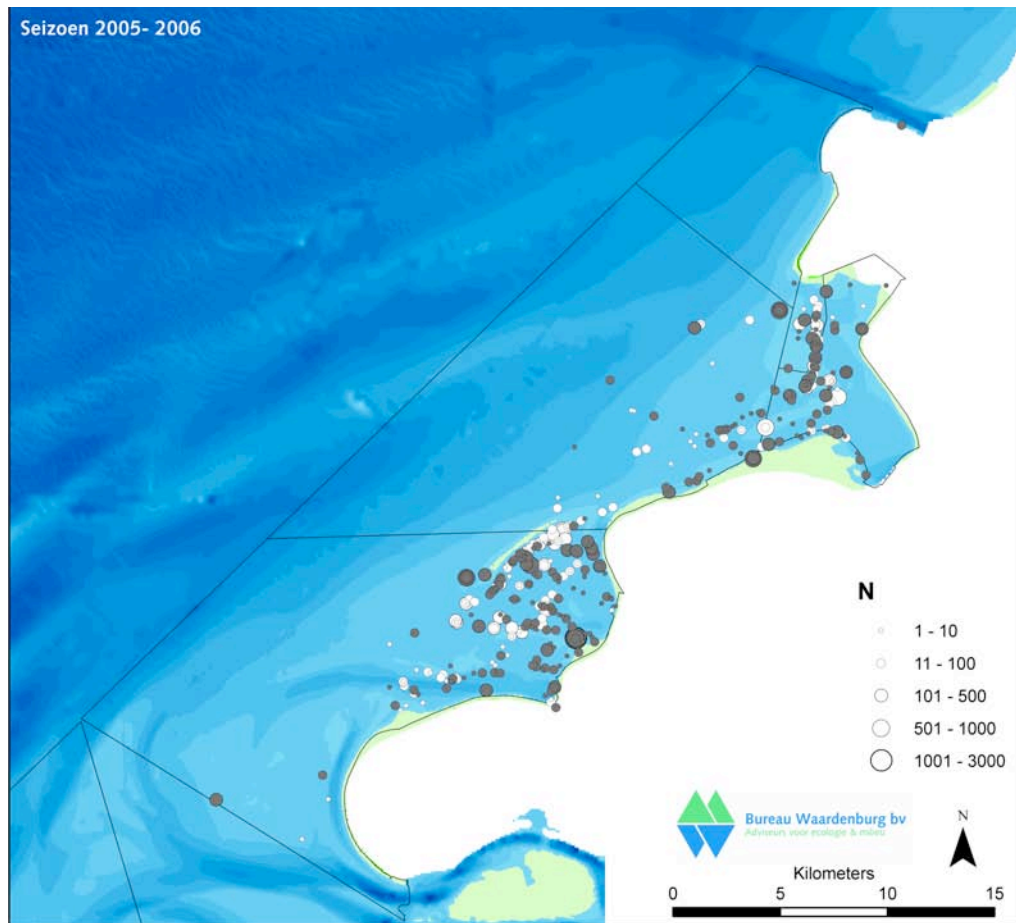 Seizoen 2005- 2006
N
1 - 10
11 - 100
101 - 500
501 - 1000
1001 - 3000
Bureau Waardenburg bv
Adviseurs voor ecologie & milieu
N
Kilometers
0 5 10 15